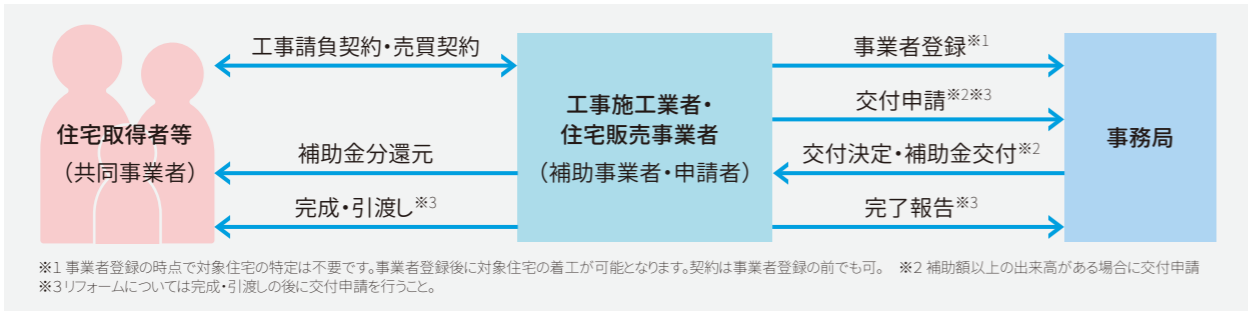 工事請負契約・売買契約
事業者登録※1
交付申請※2※3
工事施工業者・
住宅販売事業者
(補助事業者・申請者)
住宅取得者等
(共同事業者)
事務局
補助金分還元
交付決定・補助金交付※2
完成・引渡し※3
完了報告※3
※1 事業者登録の時点で対象住宅の特定は不要です。事業者登録後に対象住宅の着工が可能となります。契約は事業者登録の前でも可。 ※2 補助額以上の出来高がある場合に交付申請
※3リフォームについては完成・引渡しの後に交付申請を行うこと。